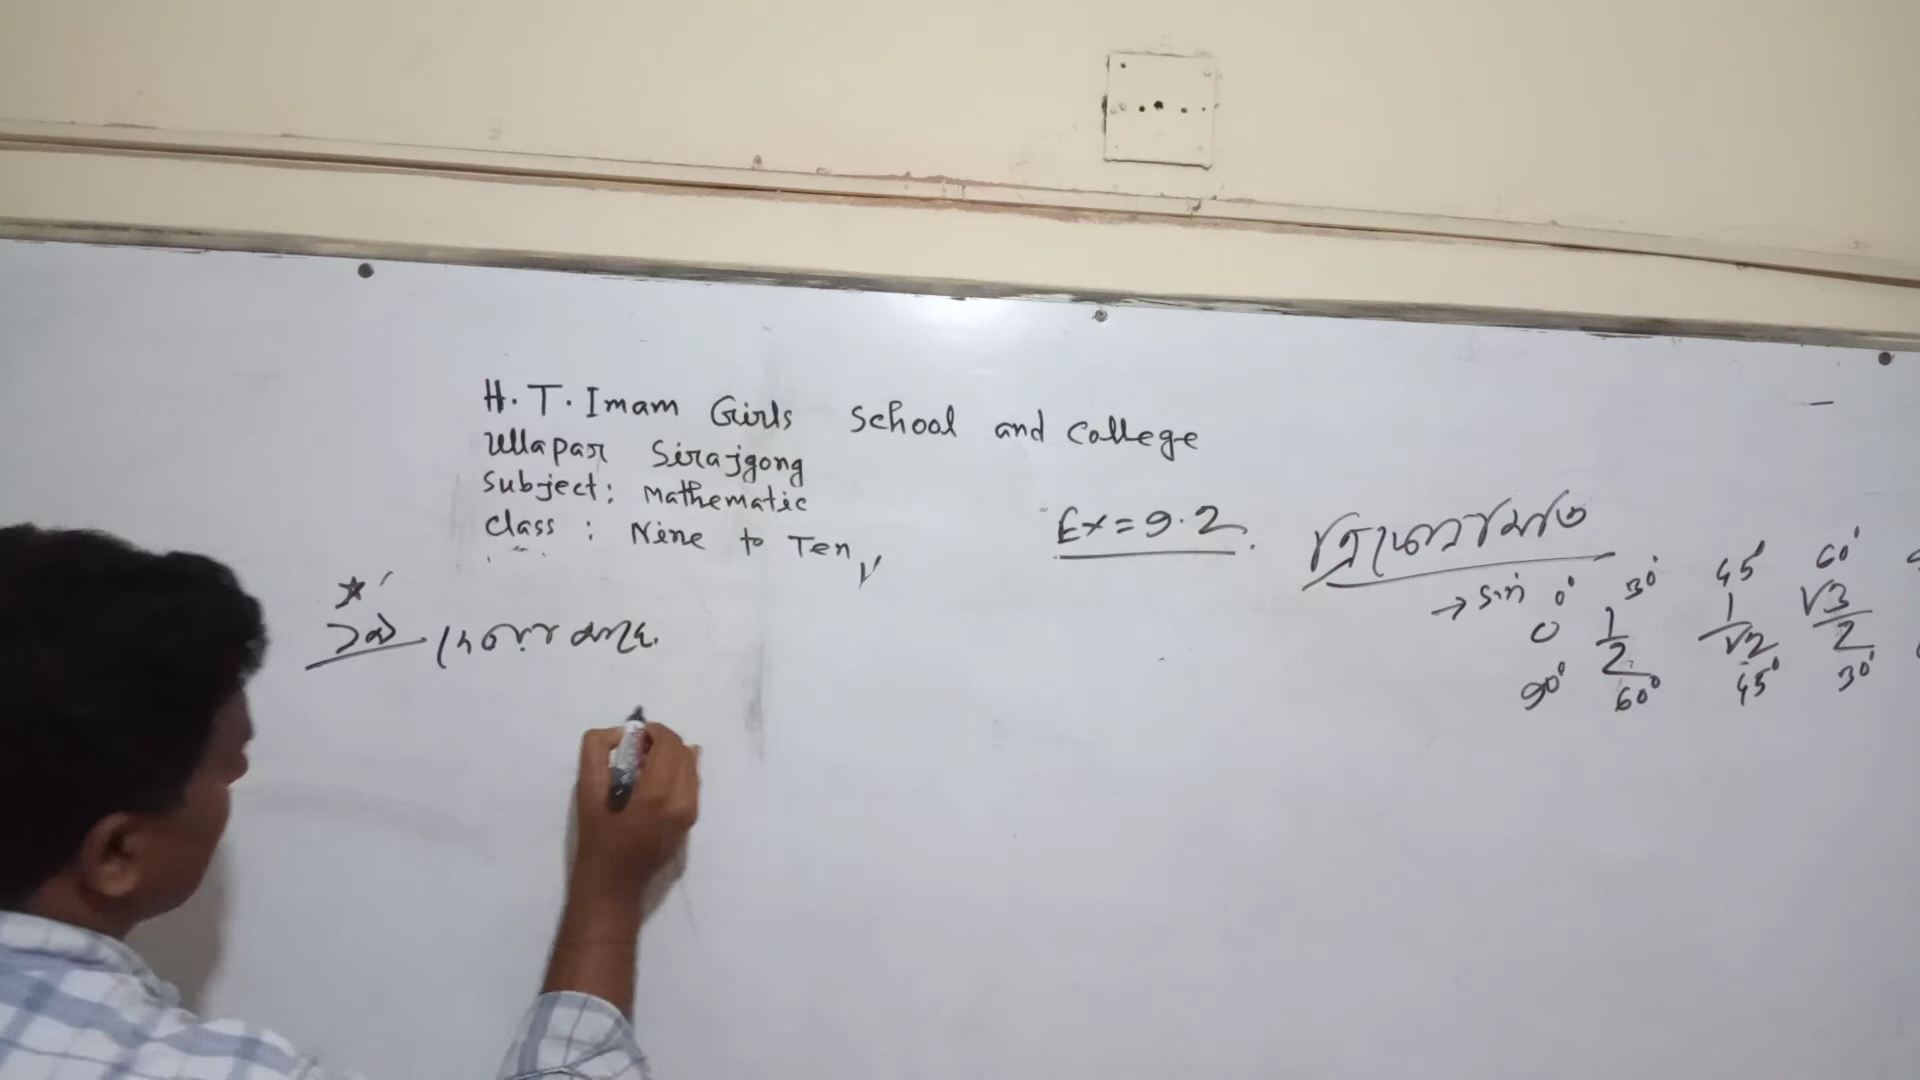 H.T. Imam Girls School and College
Ullapar Sirajgong
Subject: Mathematic
Class : Nine to Ten
Ex = 9.2
→ sin 0° 30° 45° 60°
0 1/2 1/√2 √3/2
90° 60° 45° 30°